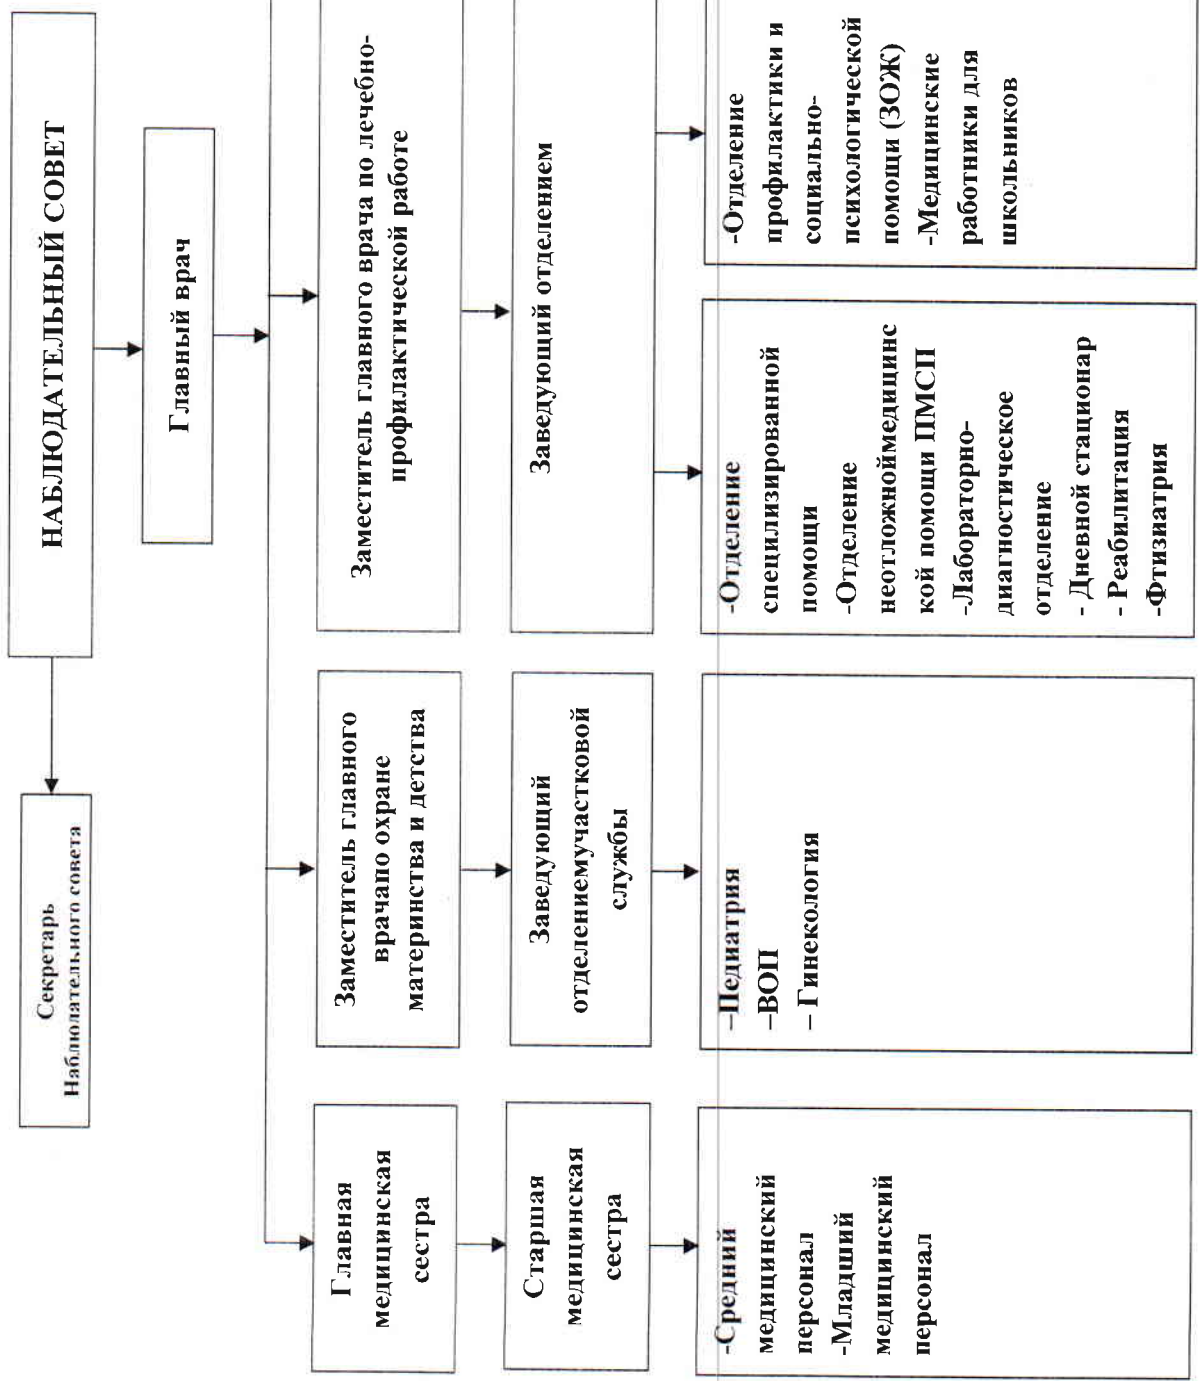 НАБЛЮДАТЕЛЬНЫЙ СОВЕТ
Секретарь
Наблюлательного совета
Главный врач
Главная
медицинская
сестра
Заместитель главного
врачапо охране
материнства и детства
Заместитель главного врача по лечебно-
профилактической работе
Старшая
медицинская
сестра
Заведующий
отделениемучастковой
службы
Заведующий отделением
-Средний
медицинский
персонал
-Младший
медицинский
персонал
–Педиатрия
–ВОП
– Гинекология
-Отделение
специлизированной
помощи
-Отделение
неотложноймедицинс
кой помощи ПМСП
-Лабораторно-
диагностическое
отделение
- Дневной стационар
- Реабилитация
-Фтизиатрия
-Отделение
профилактики и
социально-
психологической
помощи (ЗОЖ)
-Медицинские
работники для
школьников